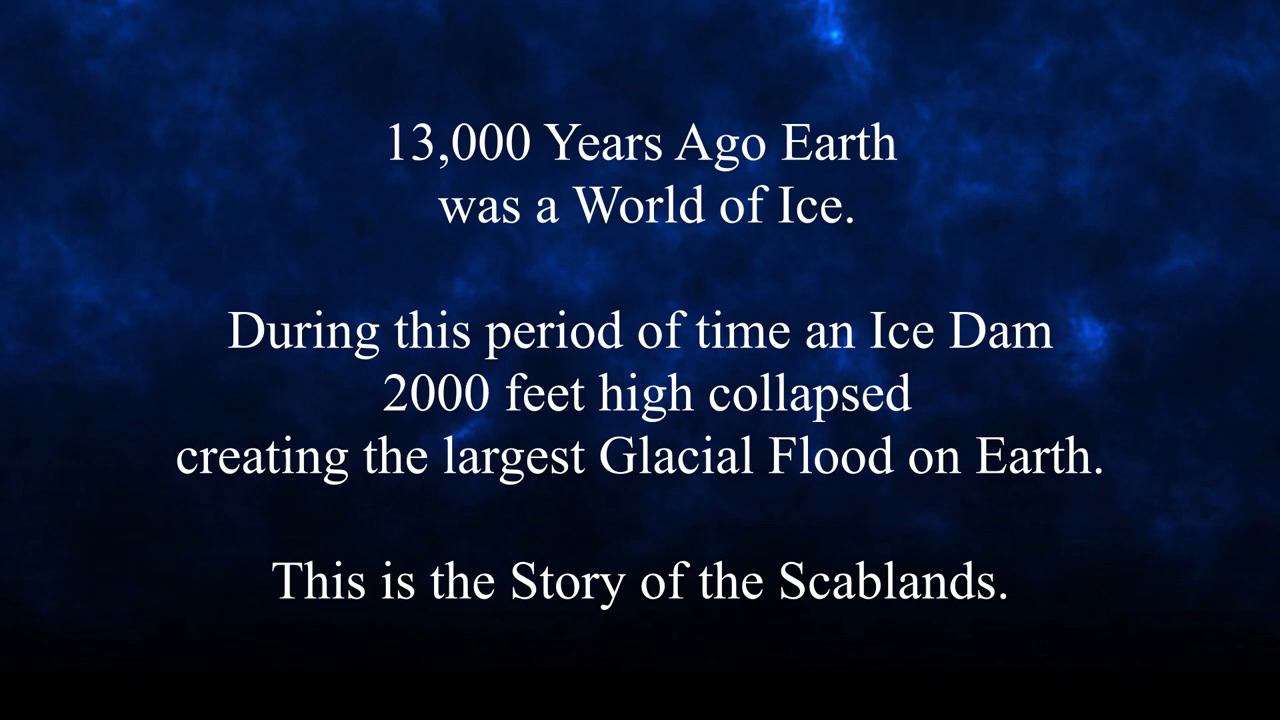 13,000 Years Ago Earth
was a World of Ice.
During this period of time an Ice Dam
2000 feet high collapsed
creating the largest Glacial Flood on Earth.
This is the Story of the Scablands.